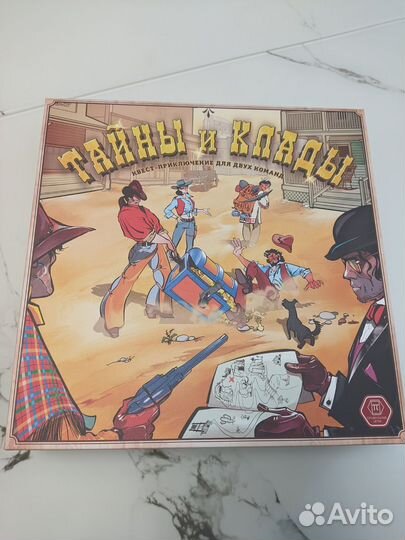 ТАЙНЫ И КЛАДЫ
КВЕСТ-ПРИКЛЮЧЕНИЕ ДЛЯ ДВУХ КОМАНД
Avito